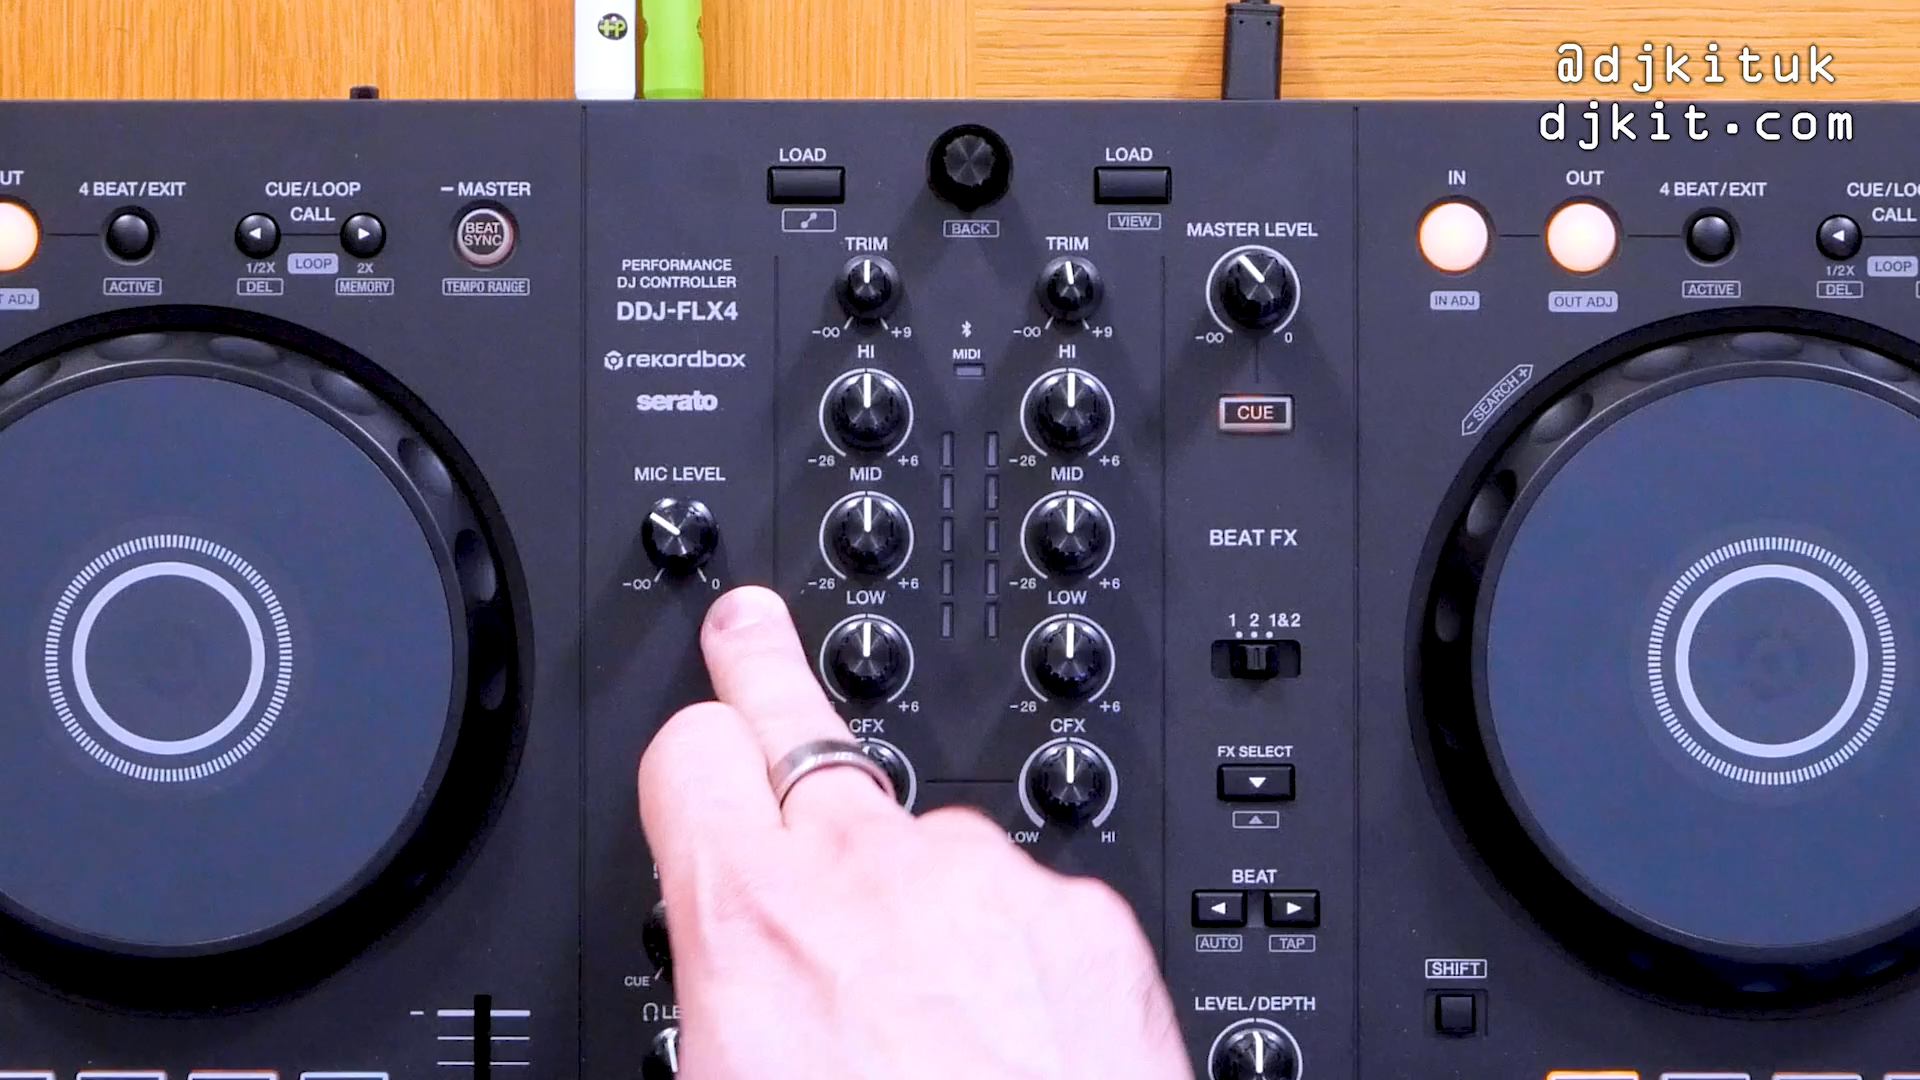 @djkituk
djkit.com
LOAD
BACK
LOAD
VIEW
4 BEAT/EXIT
ACTIVE
CUE/LOOP
CALL
1/2X
LOOP
2X
DEL
MEMORY
– MASTER
BEAT
SYNC
TEMPO RANGE
PERFORMANCE
DJ CONTROLLER
DDJ-FLX4
rekordbox
serato
MIC LEVEL
-00
0
TRIM
-00
+9
HI
-26
+6
MID
-26
+6
LOW
-26
+6
CFX
MIDI
TRIM
-00
+9
HI
-26
+6
MID
-26
+6
LOW
-26
+6
CFX
LOW
HI
MASTER LEVEL
-00
0
CUE
BEAT FX
1 2 1&2
FX SELECT
BEAT
AUTO
TAP
LEVEL/DEPTH
CUE
IN
IN ADJ
OUT
OUT ADJ
4 BEAT/EXIT
ACTIVE
CALL
1/2X
LOOP
DEL
- SEARCH +
SHIFT